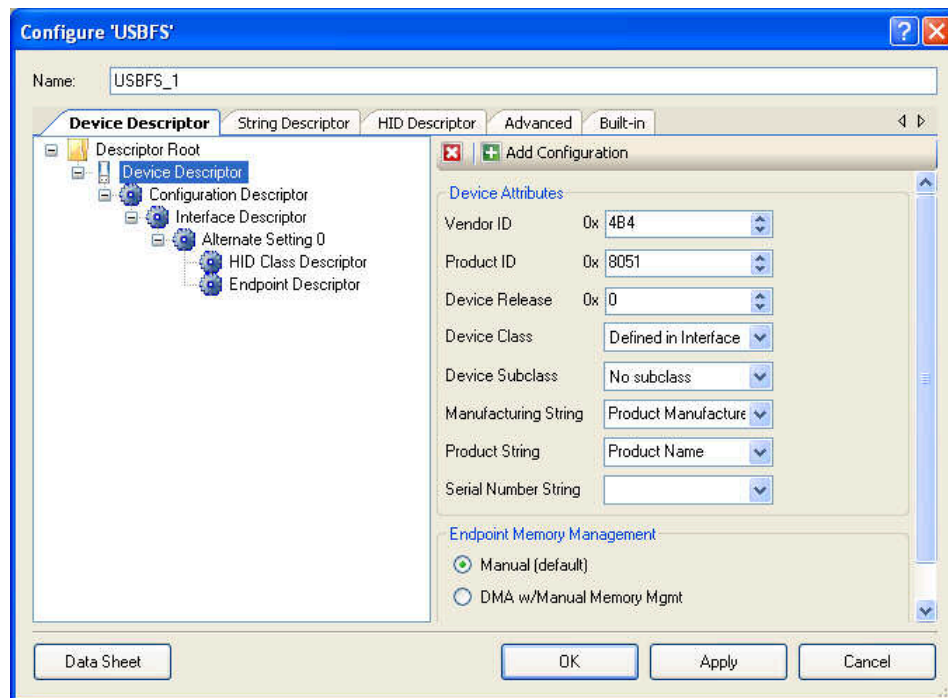 Configure 'USBFS'
Name: USBFS_1
Device Descriptor String Descriptor HID Descriptor Advanced Built-in
Descriptor Root
Device Descriptor
Configuration Descriptor
Interface Descriptor
Alternate Setting 0
HID Class Descriptor
Endpoint Descriptor
Add Configuration
Device Attributes
Vendor ID 0x 4B4
Product ID 0x 8051
Device Release 0x 0
Device Class Defined in Interface
Device Subclass No subclass
Manufacturing String Product Manufacture
Product String Product Name
Serial Number String
Endpoint Memory Management
Manual (default)
DMA w/Manual Memory Mgmt
Data Sheet OK Apply Cancel